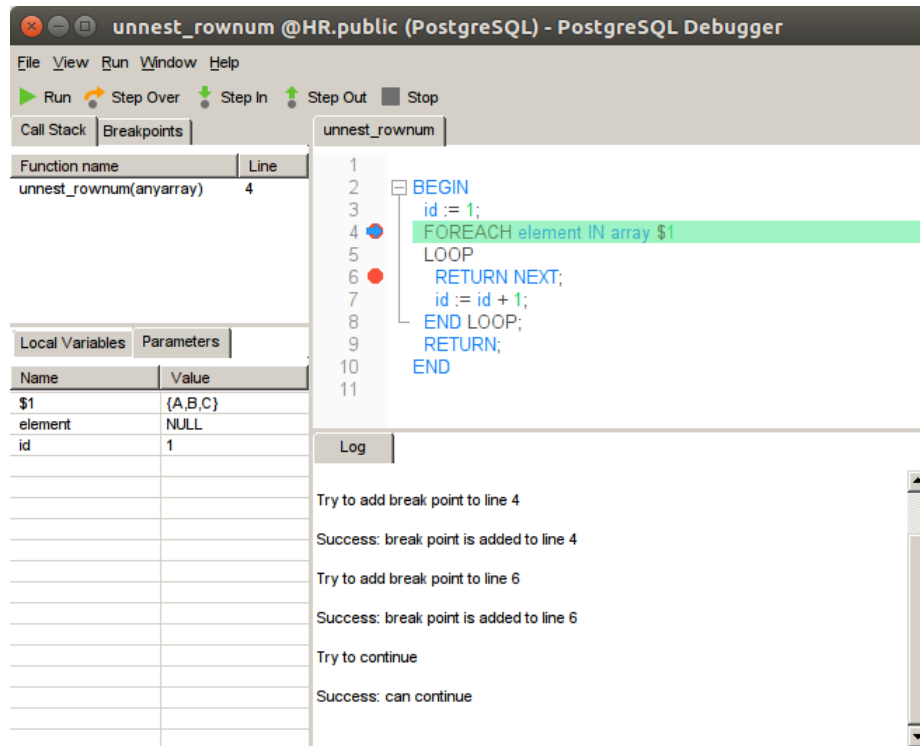 unnest_rownum @HR.public (PostgreSQL) - PostgreSQL Debugger
File View Run Window Help
Run Step Over Step In Step Out Stop
Call Stack Breakpoints
Function name Line
unnest_rownum(anyarray) 4
Local Variables Parameters
Name Value
$1 {A,B,C}
element NULL
id 1
unnest_rownum
1
2 BEGIN
3 id := 1;
4 FOREACH element IN array $1
5 LOOP
6 RETURN NEXT;
7 id := id + 1;
8 END LOOP;
9 RETURN;
10 END
11
Log
Try to add break point to line 4
Success: break point is added to line 4
Try to add break point to line 6
Success: break point is added to line 6
Try to continue
Success: can continue